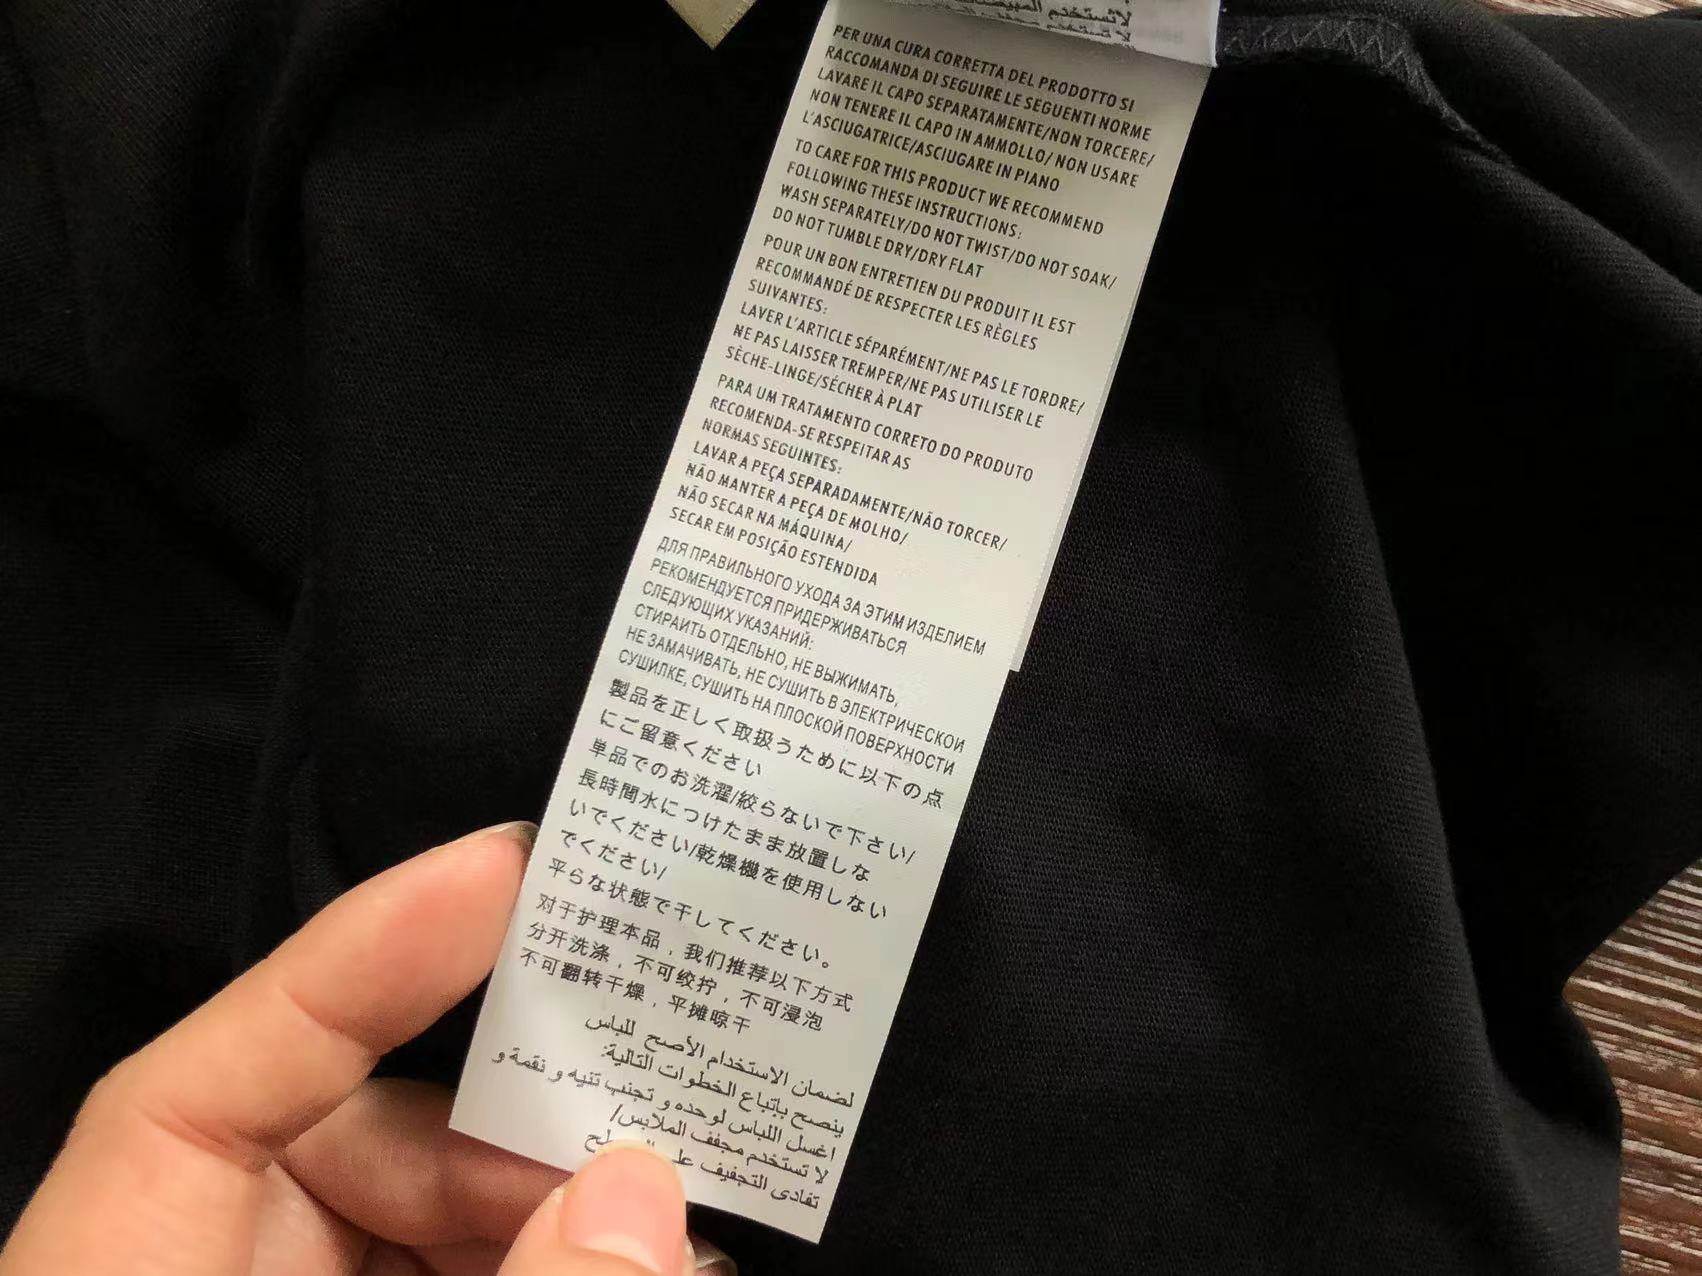 لا تستخدم المبيضات
PER UNA CURA CORRETTA DEL PRODOTTO SI
RACCOMANDA DI SEGUIRE LE SEGUENTI NORME
LAVARE IL CAPO SEPARATAMENTE/NON TORCERE/
NON TENERE IL CAPO IN AMMOLLO/ NON USARE
L'ASCIUGATRICE/ASCIUGARE IN PIANO
TO CARE FOR THIS PRODUCT WE RECOMMEND
FOLLOWING THESE INSTRUCTIONS:
WASH SEPARATELY/DO NOT TWIST/DO NOT SOAK/
DO NOT TUMBLE DRY/DRY FLAT
POUR UN BON ENTRETIEN DU PRODUIT IL EST
RECOMMANDÉ DE RESPECTER LES RÈGLES
SUIVANTES:
LAVER L'ARTICLE SÉPARÉMENT/NE PAS LE TORDRE/
NE PAS LAISSER TREMPER/NE PAS UTILISER LE
SÈCHE-LINGE/SÉCHER À PLAT
PARA UM TRATAMENTO CORRETO DO PRODUTO
RECOMENDA-SE RESPEITAR AS
NORMAS SEGUINTES:
LAVAR A PEÇA SEPARADAMENTE/NÃO TORCER/
NÃO MANTER A PEÇA DE MOLHO/
NÃO SECAR NA MÁQUINA/
SECAR EM POSIÇÃO ESTENDIDA
ДЛЯ ПРАВИЛЬНОГО УХОДА ЗА ЭТИМ ИЗДЕЛИЕМ
РЕКОМЕНДУЕТСЯ ПРИДЕРЖИВАТЬСЯ
СЛЕДУЮЩИХ УКАЗАНИЙ:
СТИРАИТЬ ОТДЕЛЬНО, НЕ ВЫЖИМАТЬ,
НЕ ЗАМАЧИВАТЬ, НЕ СУШИТЬ В ЭЛЕКТРИЧЕСКОИ
СУШИЛКЕ, СУШИТЬ НА ПЛОСКОЙ ПОВЕРХНОСТИ
製品を正しく取扱うために以下の点
にご留意ください
単品でのお洗濯/絞らないで下さい/
長時間水につけたまま放置しな
いでください/乾燥機を使用しない
でください/
平らな状態で干してください。
对于护理本品，我们推荐以下方式
分开洗涤，不可绞拧，不可浸泡
不可翻转干燥，平摊晾干
لضمان الاستخدام الأصح للباس
ينصح بإتباع الخطوات التالية:
اغسل اللباس لوحده و تجنب تنيه و نقمة و
لا تستخدم مجفف الملابس/
تفادى التجفيف